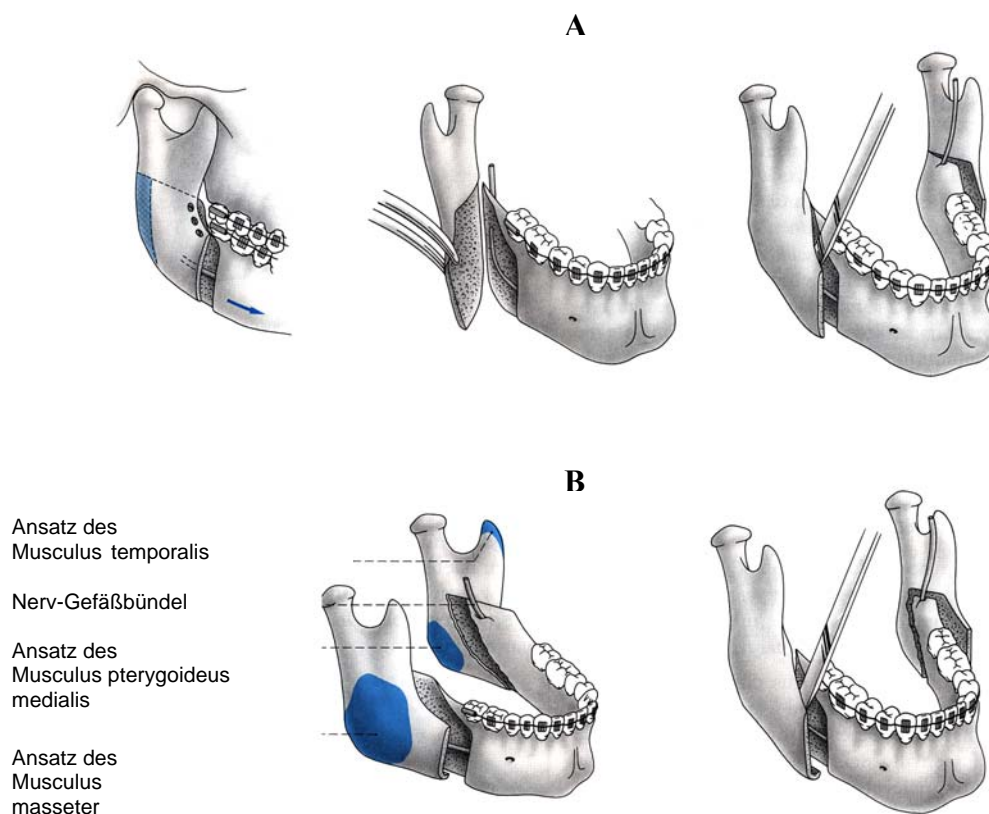 A
B
Ansatz des
Musculus temporalis
Nerv-Gefäßbündel
Ansatz des
Musculus pterygoideus
medialis
Ansatz des
Musculus
masseter